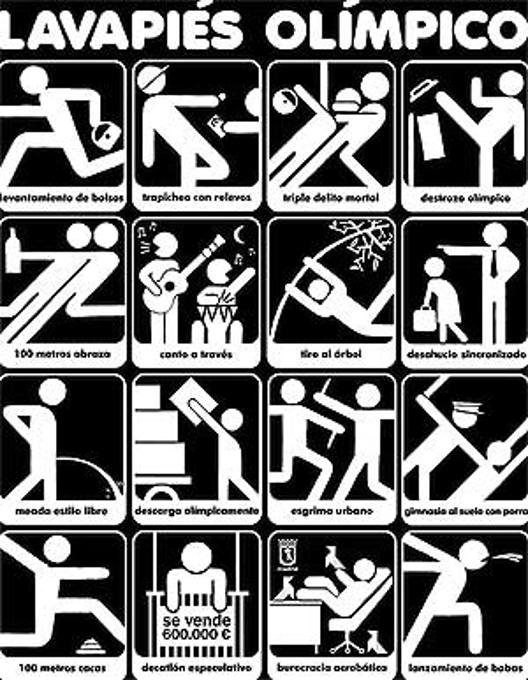 LAVAPIÉS OLÍMPICO
levantamiento de bolsos
trapicheo con relevos
triple delito mortal
destrozo olímpico
100 metros abrazo
canto a través
tiro al árbol
desahucio sincronizado
meada estilo libre
descarga olímpicamente
esgrima urbano
gimnasia al suelo con porra
100 metros cacas
se vende
600.000 €
decatlón especulativo
burocracia acrobática
lanzamiento de babas